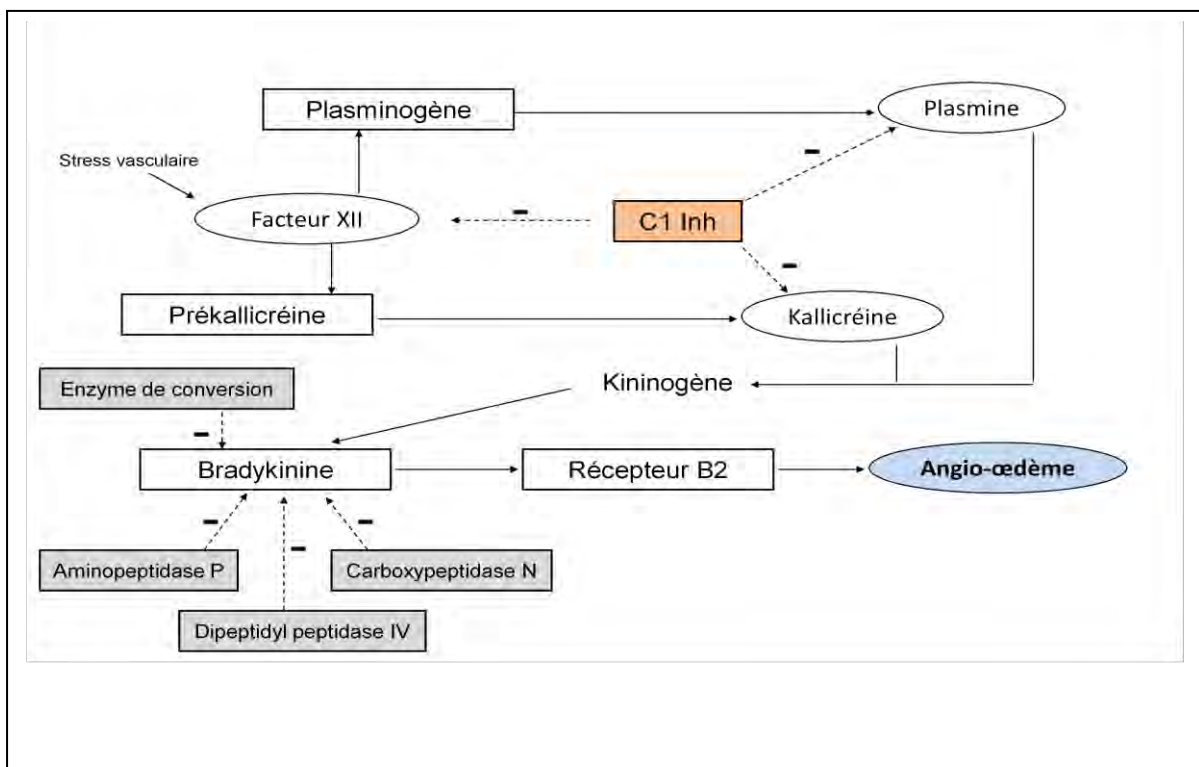 Plasminogène
Plasmine
-
Stress vasculaire
Facteur XII
-
C1 Inh
-
Prékallicréine
Kallicréine
Enzyme de conversion
Kininogène
-
Bradykinine
Récepteur B2
Angio-œdème
-
-
-
Aminopeptidase P
Carboxypeptidase N
Dipeptidyl peptidase IV